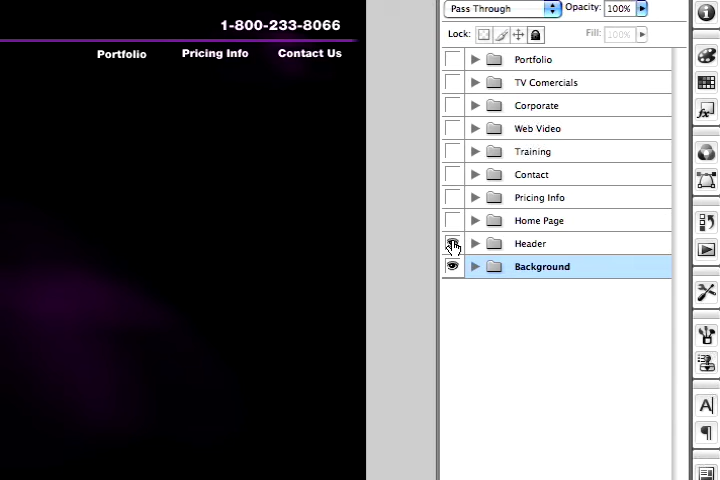 Pass Through Opacity: 100%
1-800-233-8066
Lock: Fill: 100%
Portfolio Pricing Info Contact Us
Portfolio
TV Comercials
Corporate
Web Video
Training
Contact
Pricing Info
Home Page
Header
Background